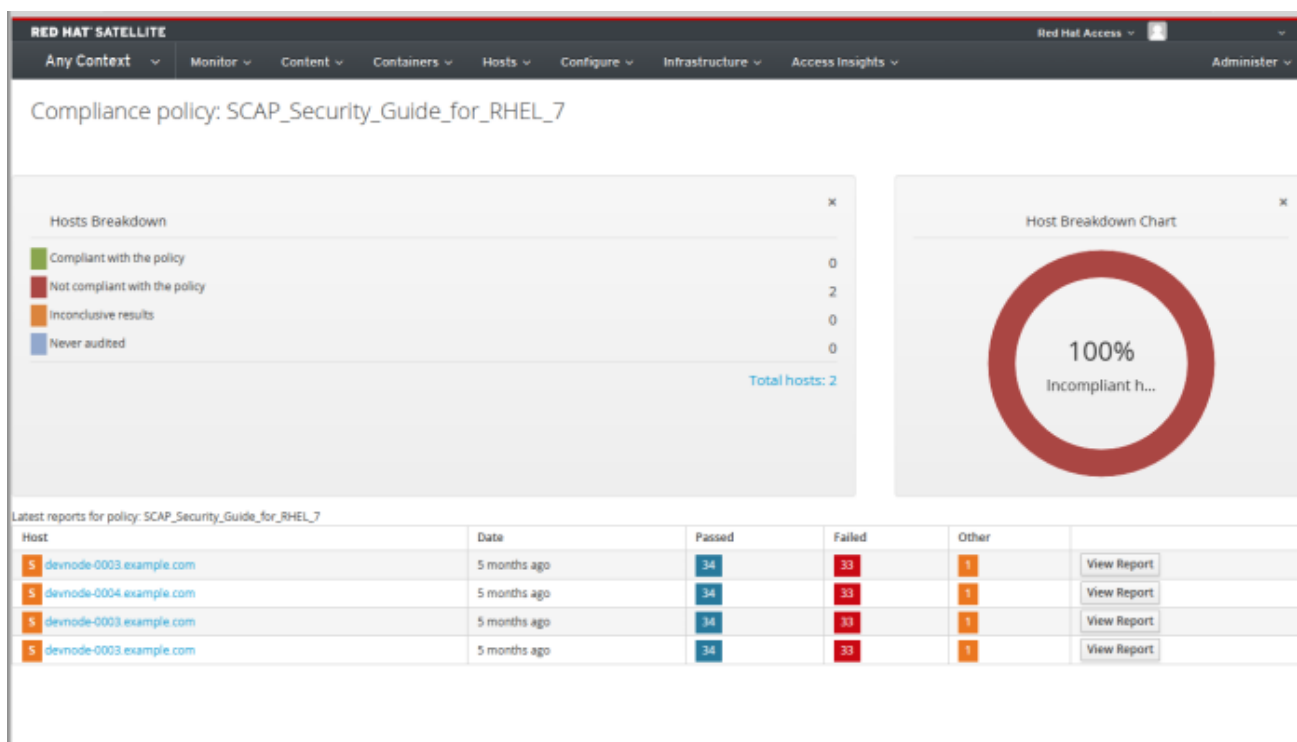 RED HAT SATELLITE
Red Hat Access
Any Context Monitor Content Containers Hosts Configure Infrastructure Access Insights Administer
Compliance policy: SCAP_Security_Guide_for_RHEL_7
Hosts Breakdown
Compliant with the policy 0
Not compliant with the policy 2
Inconclusive results 0
Never audited 0
Total hosts: 2
Host Breakdown Chart
100%
Incompliant h...
Latest reports for policy: SCAP_Security_Guide_for_RHEL_7
Host Date Passed Failed Other
S devnode-0003.example.com 5 months ago 34 33 1 View Report
S devnode-0004.example.com 5 months ago 34 33 1 View Report
S devnode-0003.example.com 5 months ago 34 33 1 View Report
S devnode-0003.example.com 5 months ago 34 33 1 View Report